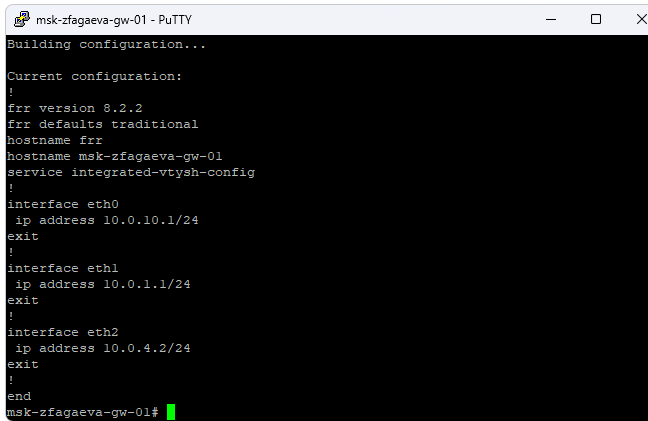 msk-zfagaeva-gw-01 - PuTTY
Building configuration...
Current configuration:
!
frr version 8.2.2
frr defaults traditional
hostname frr
hostname msk-zfagaeva-gw-01
service integrated-vtysh-config
!
interface eth0
 ip address 10.0.10.1/24
exit
!
interface eth1
 ip address 10.0.1.1/24
exit
!
interface eth2
 ip address 10.0.4.2/24
exit
!
end
msk-zfagaeva-gw-01#